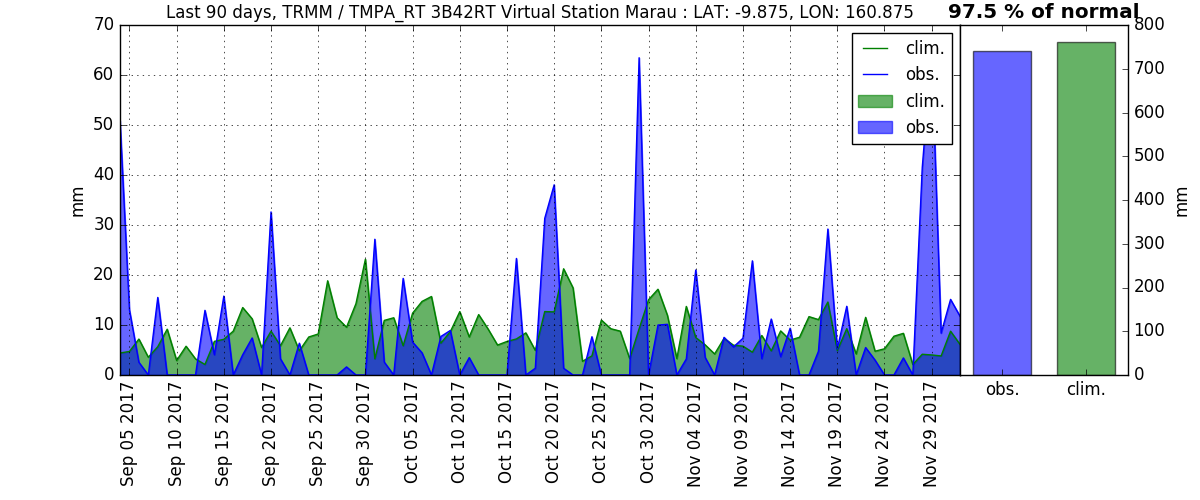 Last 90 days, TRMM / TMPA_RT 3B42RT Virtual Station Marau : LAT: -9.875, LON: 160.875
97.5 % of normal
clim.
obs.
clim.
obs.
mm
70
60
50
40
30
20
10
0
Sep 05 2017
Sep 10 2017
Sep 15 2017
Sep 20 2017
Sep 25 2017
Sep 30 2017
Oct 05 2017
Oct 10 2017
Oct 15 2017
Oct 20 2017
Oct 25 2017
Oct 30 2017
Nov 04 2017
Nov 09 2017
Nov 14 2017
Nov 19 2017
Nov 24 2017
Nov 29 2017
obs.
clim.
800
700
600
500
400
300
200
100
0
mm